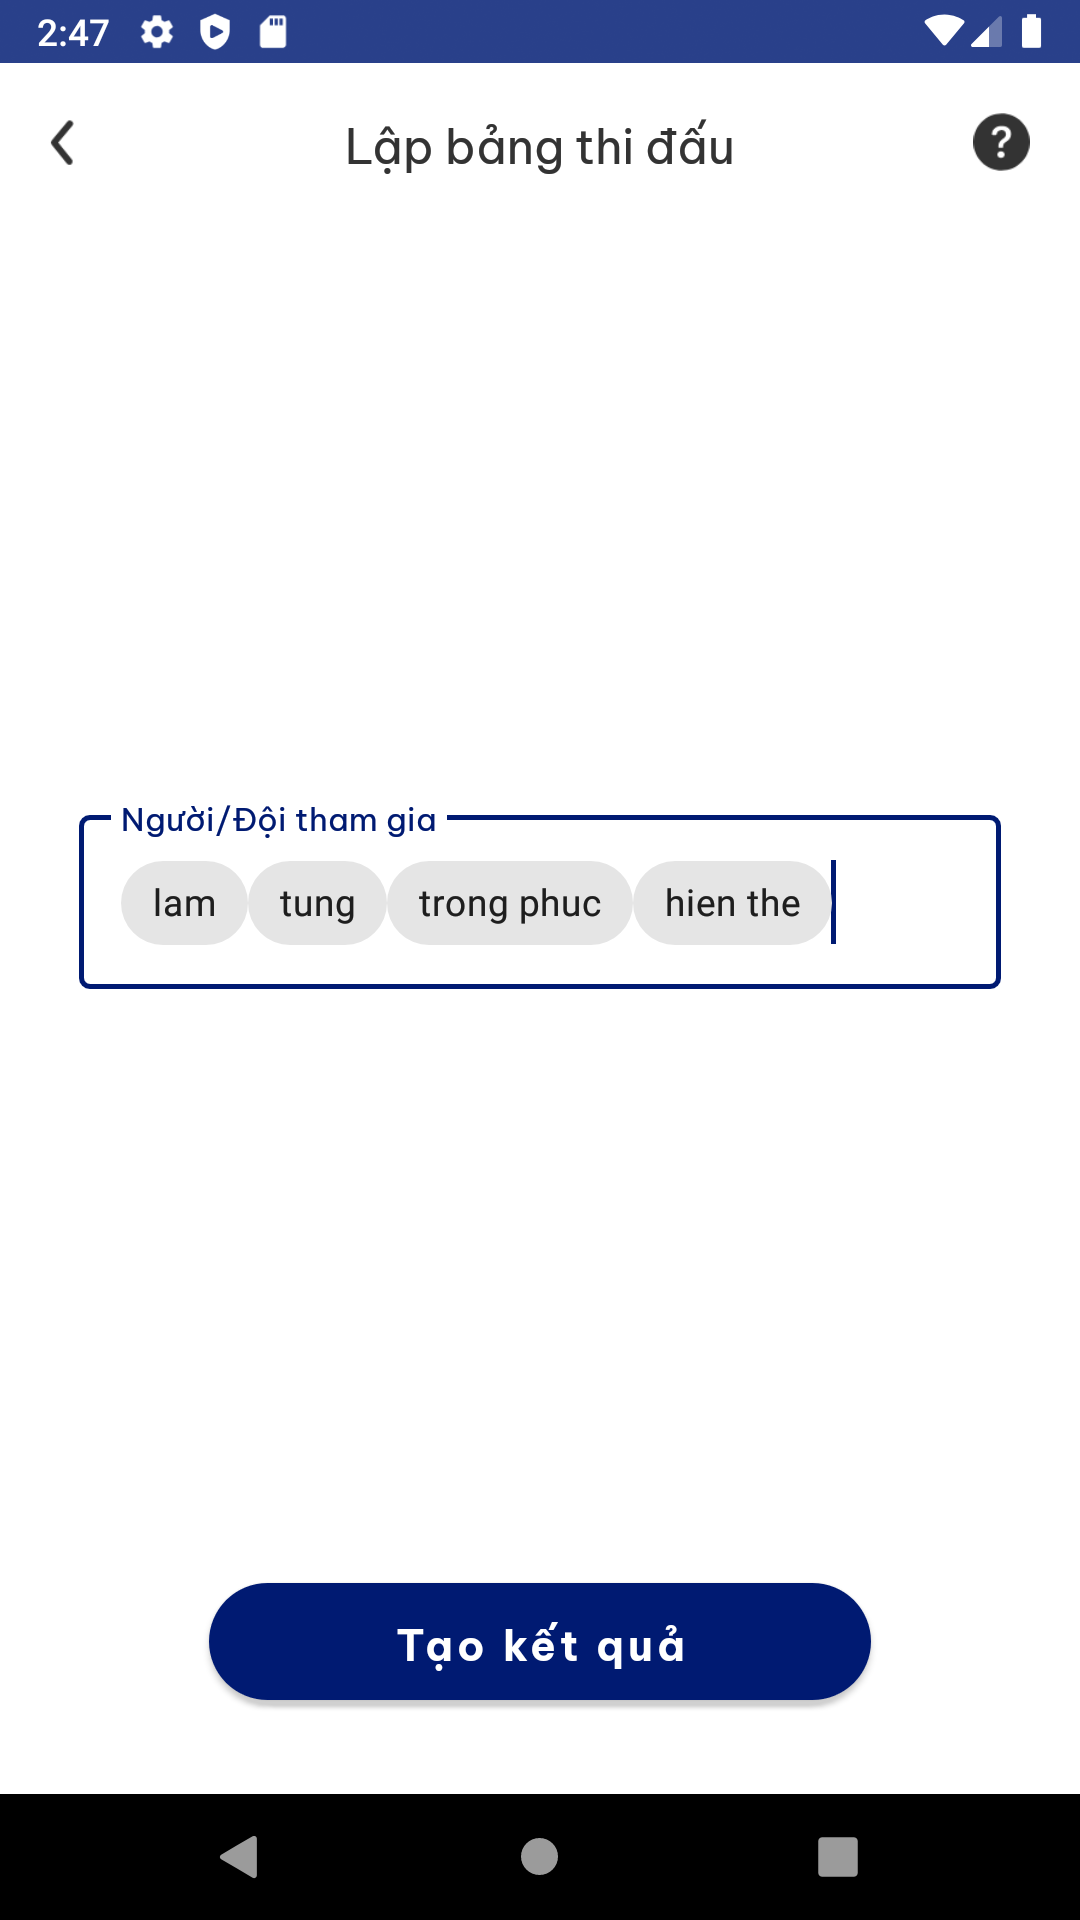 2:47
Lập bảng thi đấu
?
Người/Đội tham gia
lam tung trong phuc hien the
Tạo kết quả